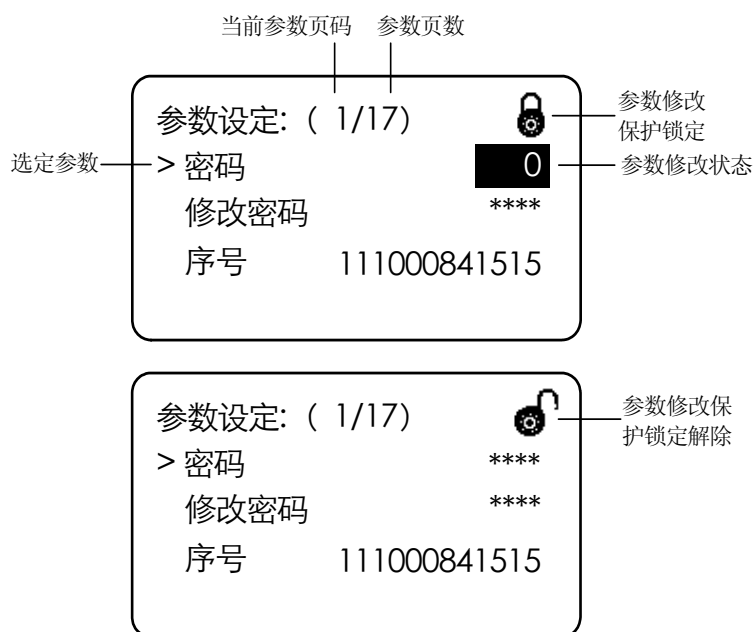 当前参数页码 参数页数
参数设定: ( 1/17)
参数修改
保护锁定
选定参数
> 密码 0
参数修改状态
修改密码 ****
序号 111000841515
参数设定: ( 1/17)
参数修改保
护锁定解除
> 密码 ****
修改密码 ****
序号 111000841515